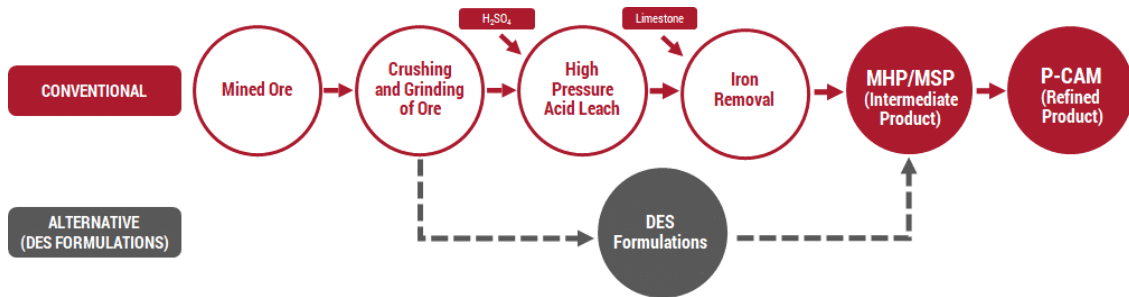 H₂SO₄
Limestone
CONVENTIONAL
Mined Ore
Crushing
and Grinding
of Ore
High
Pressure
Acid Leach
Iron
Removal
MHP/MSP
(Intermediate
Product)
P-CAM
(Refined
Product)
ALTERNATIVE
(DES FORMULATIONS)
DES
Formulations